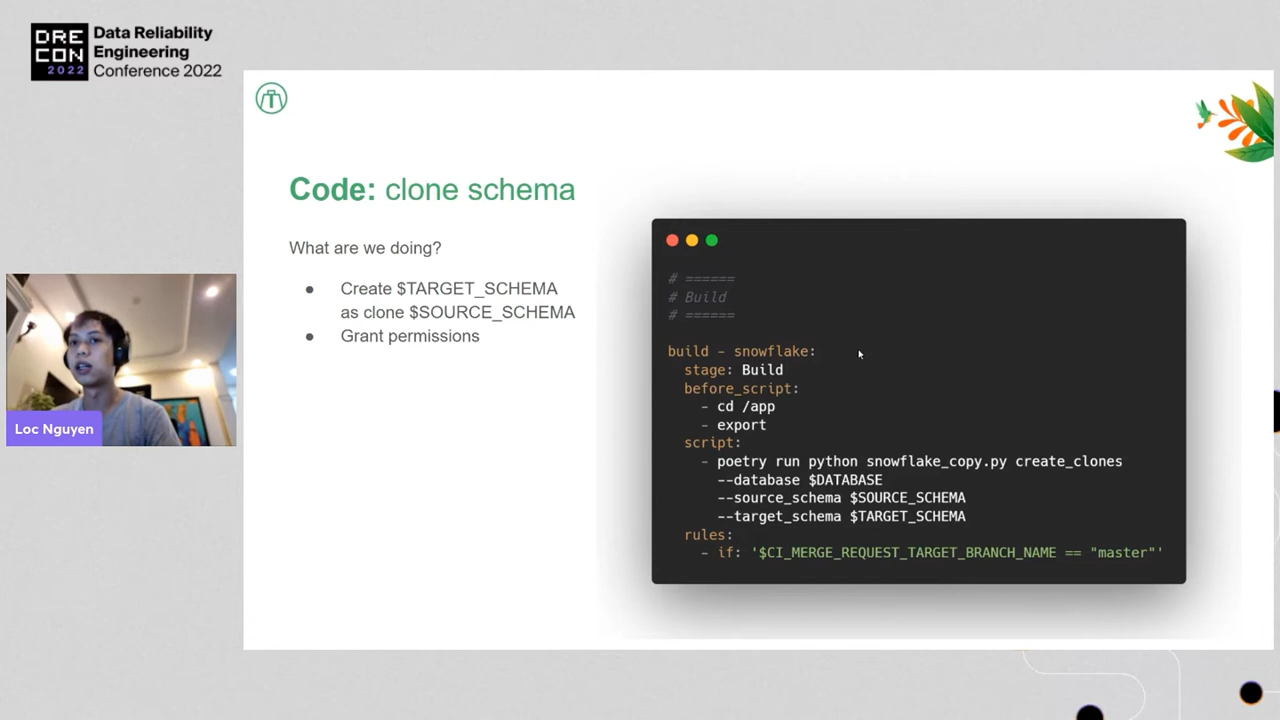 DRE
CON
2022
Data Reliability
Engineering
Conference 2022
Code: clone schema
What are we doing?
● Create $TARGET_SCHEMA
as clone $SOURCE_SCHEMA
● Grant permissions
# ======
# Build
# ======
build - snowflake:
stage: Build
before_script:
- cd /app
- export
script:
- poetry run python snowflake_copy.py create_clones
--database $DATABASE
--source_schema $SOURCE_SCHEMA
--target_schema $TARGET_SCHEMA
rules:
- if: '$CI_MERGE_REQUEST_TARGET_BRANCH_NAME == "master"'
Loc Nguyen